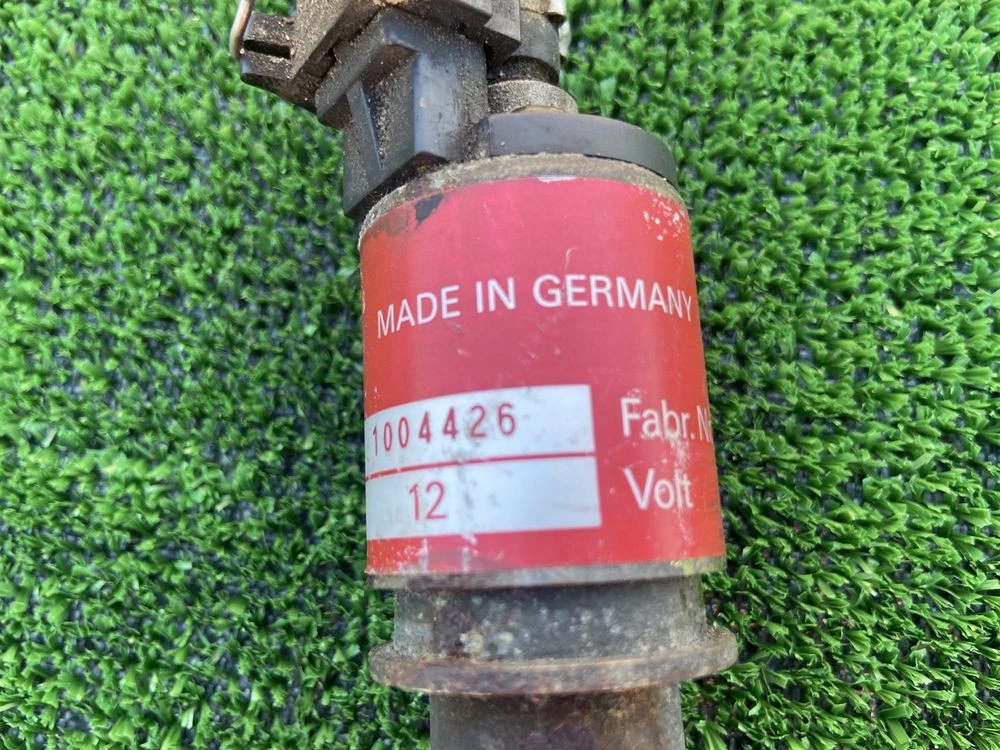 MADE IN GERMANY
1004426 Fabr.N
12 Volt